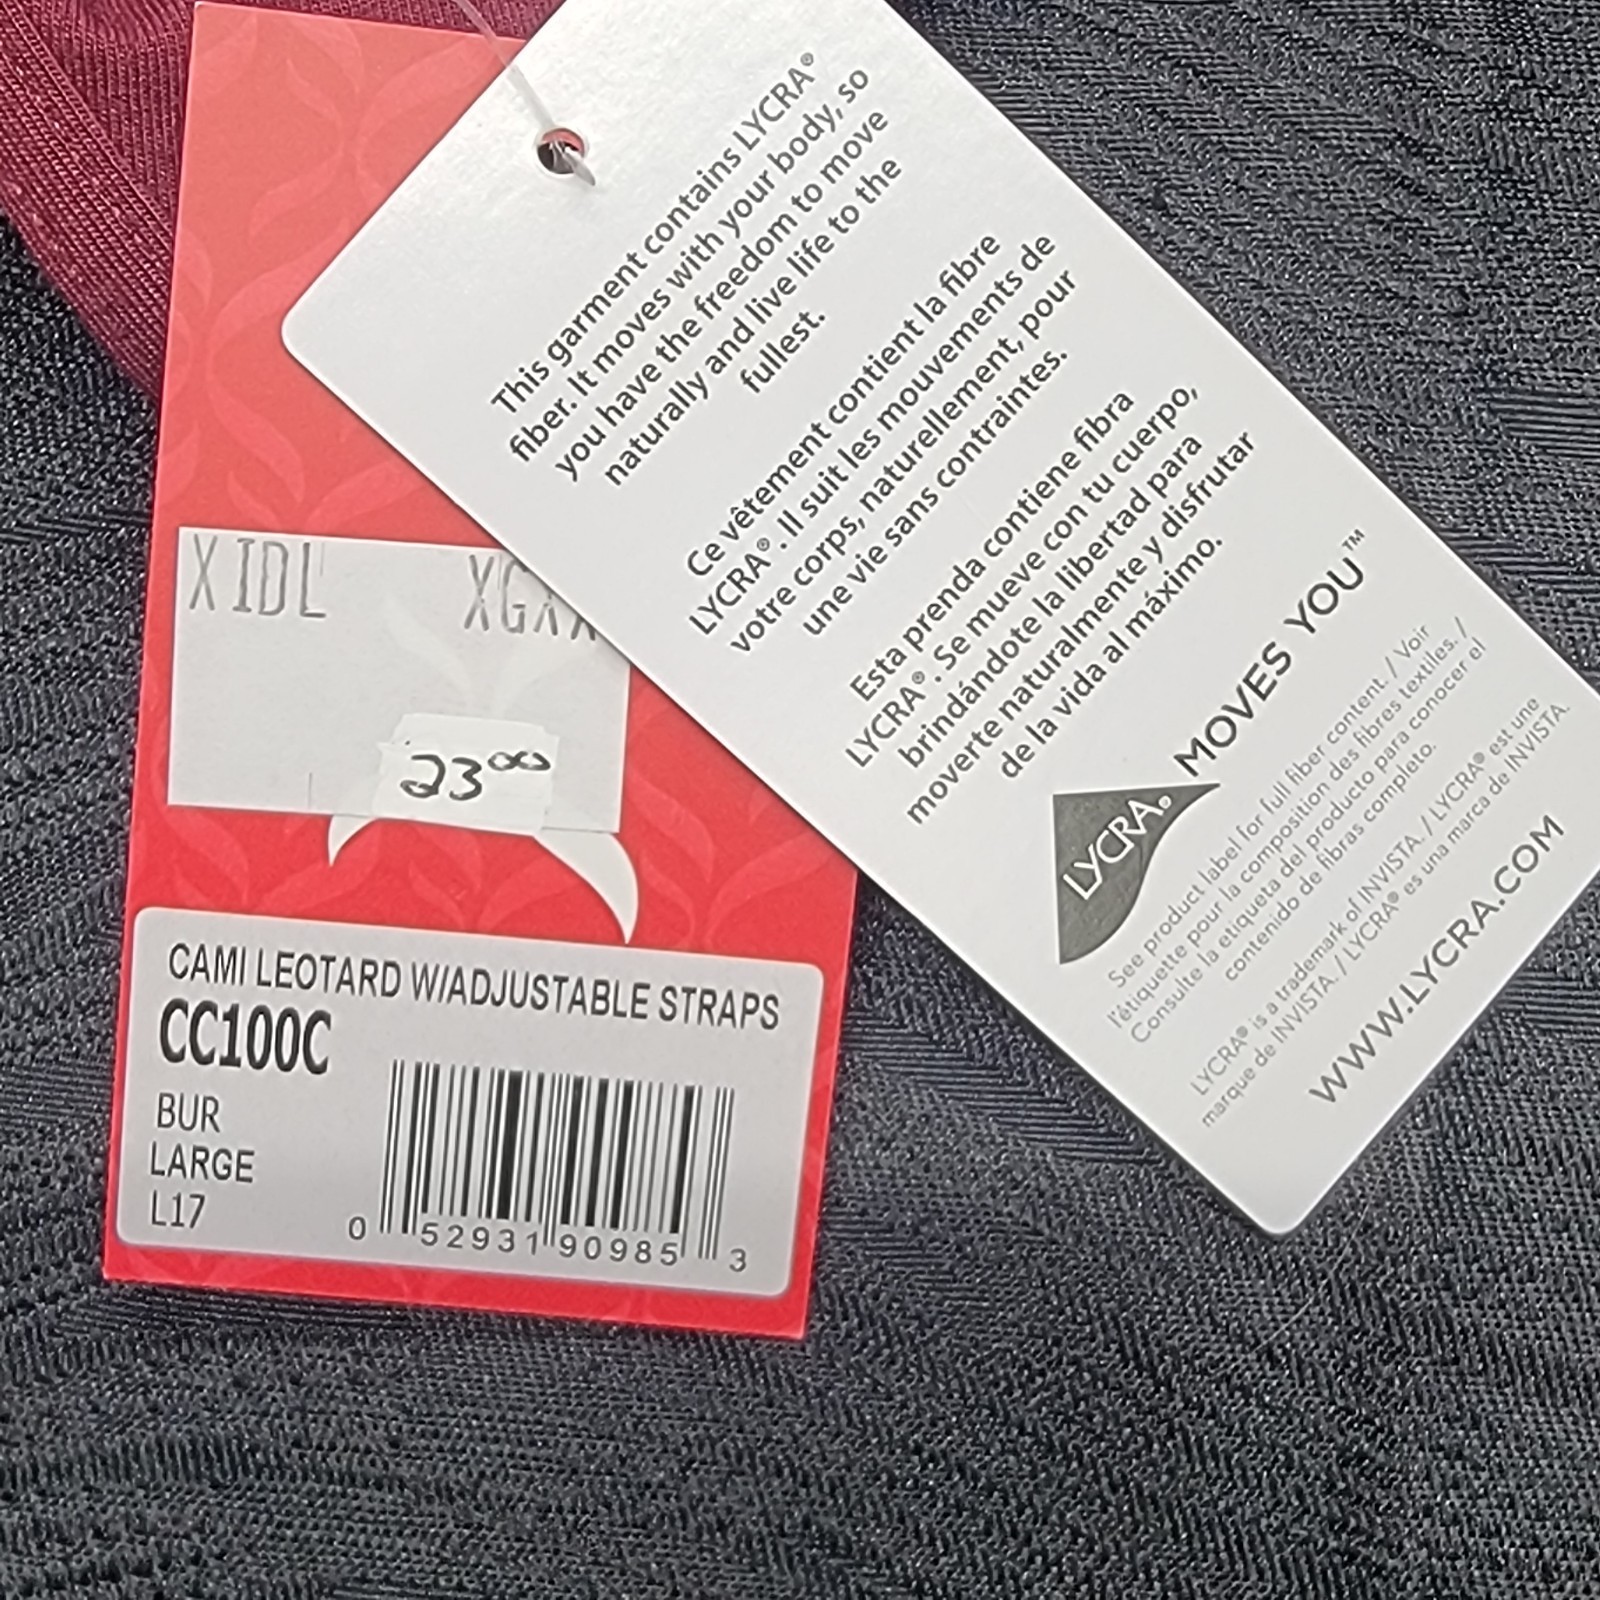 XIDL
23⁰⁰
CAMI LEOTARD W/ADJUSTABLE STRAPS
CC100C
BUR
LARGE
L17
0 52931 90985 3
This garment contains LYCRA®
fiber. It moves with your body, so
you have the freedom to move
naturally and live life to the
fullest.
Ce vêtement contient la fibre
LYCRA®. Il suit les mouvements de
votre corps, naturellement, pour
une vie sans contraintes.
Esta prenda contiene fibra
LYCRA®. Se mueve con tu cuerpo,
brindándote la libertad para
moverte naturalmente y disfrutar
de la vida al máximo.
LYCRA® MOVES YOU™
See product label for full fiber content. / Voir
l'étiquette pour la composition des fibres textiles. /
Consulte la etiqueta del producto para conocer el
contenido de fibras completo.
LYCRA® is a trademark of INVISTA. / LYCRA® est une
marque de INVISTA. / LYCRA® es una marca de INVISTA.
WWW.LYCRA.COM